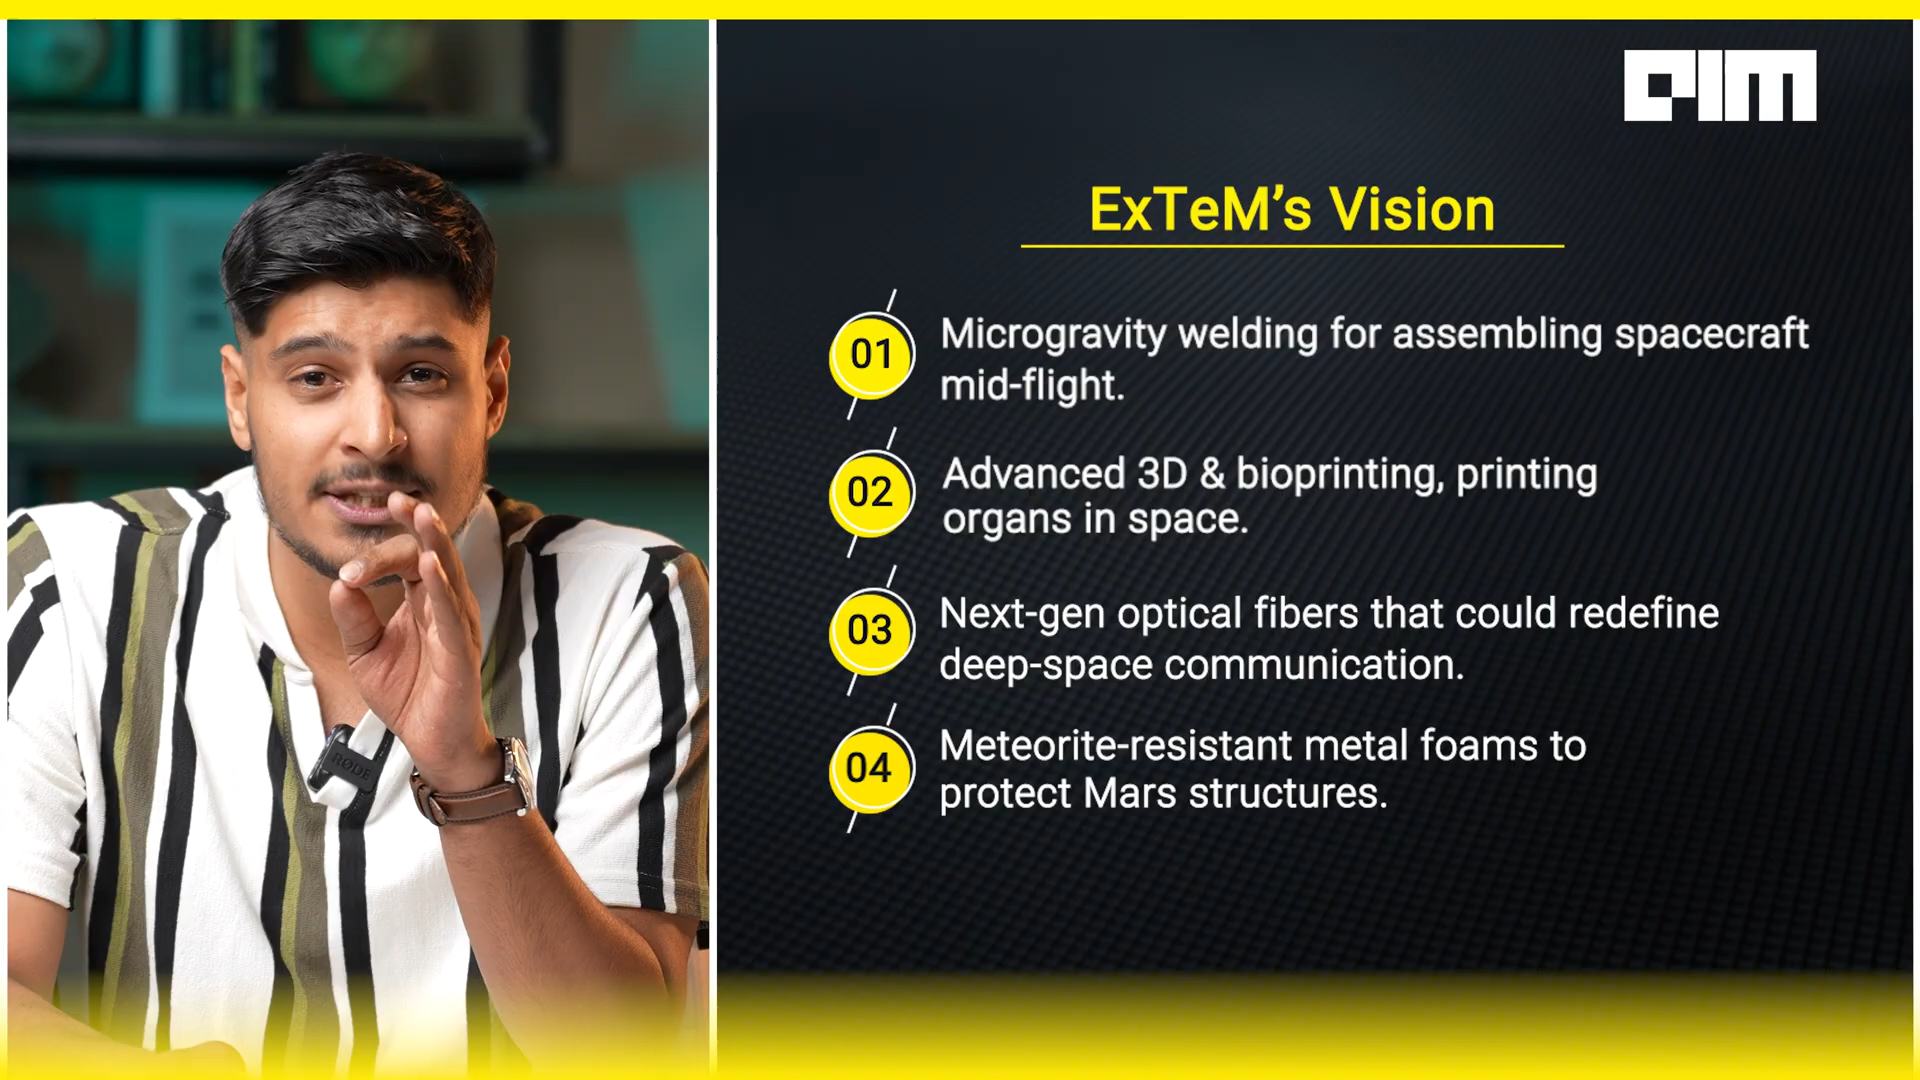 AIM
ExTeM’s Vision
01
Microgravity welding for assembling spacecraft
mid-flight.
02
Advanced 3D & bioprinting, printing
organs in space.
03
Next-gen optical fibers that could redefine
deep-space communication.
04
Meteorite-resistant metal foams to
protect Mars structures.
RØDE